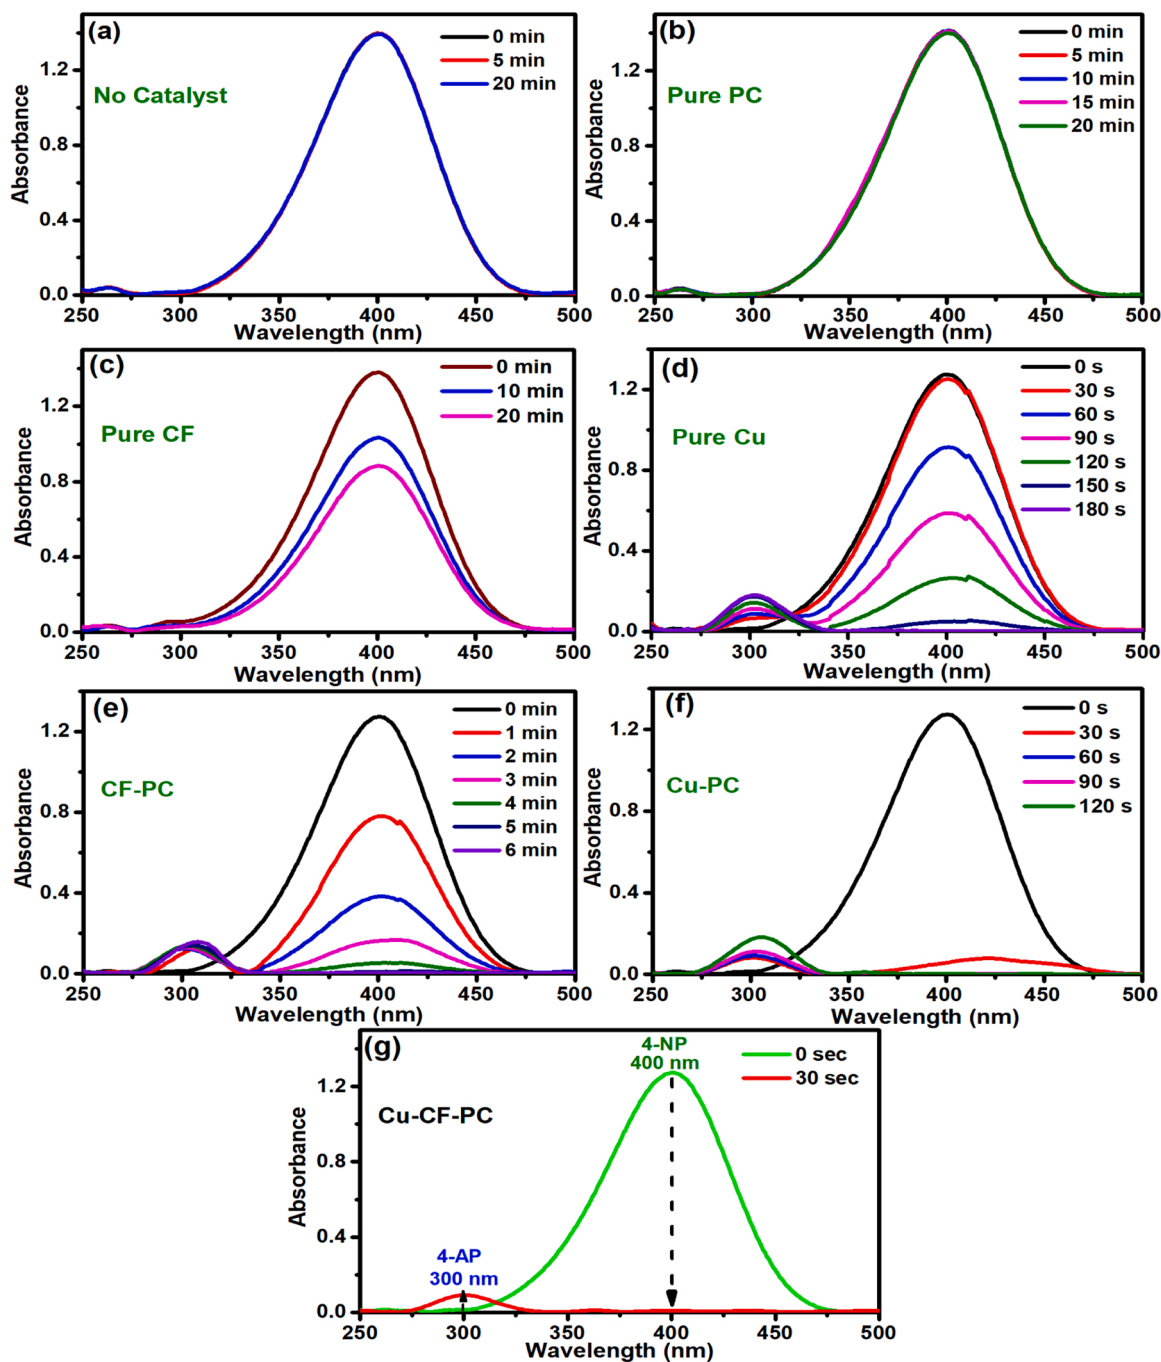 (a)
No Catalyst
0 min
5 min
20 min
Absorbance
1.2
0.8
0.4
0.0
250 300 350 400 450 500
Wavelength (nm)
(b)
Pure PC
0 min
5 min
10 min
15 min
20 min
Absorbance
1.2
0.8
0.4
0.0
250 300 350 400 450 500
Wavelength (nm)
(c)
Pure CF
0 min
10 min
20 min
Absorbance
1.2
0.8
0.4
0.0
250 300 350 400 450 500
Wavelength (nm)
(d)
Pure Cu
0 s
30 s
60 s
90 s
120 s
150 s
180 s
Absorbance
1.2
0.8
0.4
0.0
250 300 350 400 450 500
Wavelength (nm)
(e)
CF-PC
0 min
1 min
2 min
3 min
4 min
5 min
6 min
Absorbance
1.2
0.8
0.4
0.0
250 300 350 400 450 500
Wavelength (nm)
(f)
Cu-PC
0 s
30 s
60 s
90 s
120 s
Absorbance
1.2
0.8
0.4
0.0
250 300 350 400 450 500
Wavelength (nm)
(g)
4-NP
400 nm
0 sec
30 sec
Cu-CF-PC
4-AP
300 nm
Absorbance
1.2
0.8
0.4
0.0
250 300 350 400 450 500
Wavelength (nm)